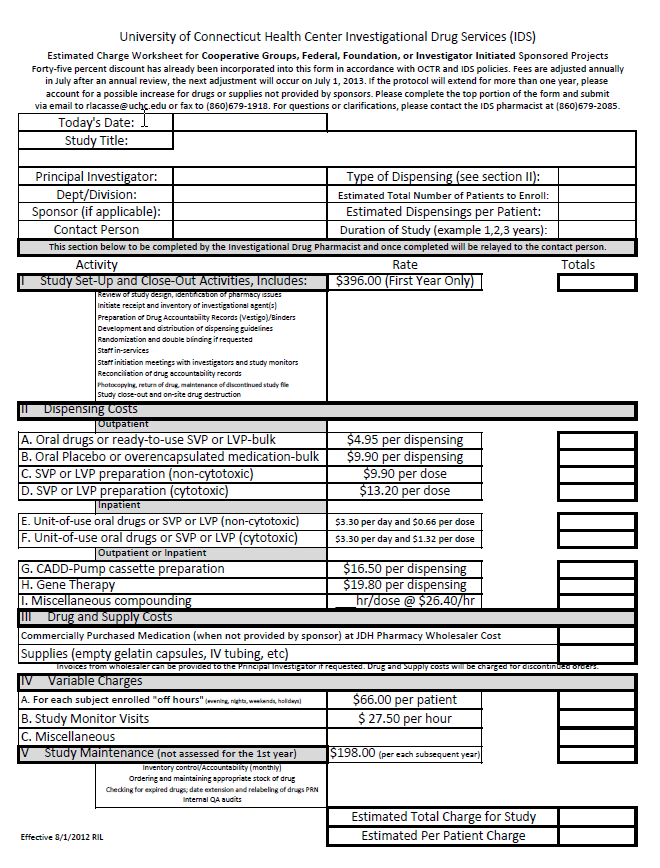 University of Connecticut Health Center Investigational Drug Services (IDS)
Estimated Charge Worksheet for Cooperative Groups, Federal, Foundation, or Investigator Initiated Sponsored Projects
Forty-five percent discount has already been incorporated into this form in accordance with OCTR and IDS policies. Fees are adjusted annually
in July after an annual review, the next adjustment will occur on July 1, 2013. If the protocol will extend for more than one year, please
account for a possible increase for drugs or supplies not provided by sponsors. Please complete the top portion of the form and submit
via email to rlacasse@uchc.edu or fax to (860)679-1918. For questions or clarifications, please contact the IDS pharmacist at (860)679-2085.
Today's Date:
Study Title:
Principal Investigator: Type of Dispensing (see section II):
Dept/Division: Estimated Total Number of Patients to Enroll:
Sponsor (if applicable): Estimated Dispensings per Patient:
Contact Person Duration of Study (example 1,2,3 years):
This section below to be completed by the Investigational Drug Pharmacist and once completed will be relayed to the contact person.
Activity Rate Totals
I Study Set-Up and Close-Out Activities, Includes: $396.00 (First Year Only)
Review of study design, identification of pharmacy issues
Initiate receipt and inventory of investigational agent(s)
Preparation of Drug Accountability Records (Vestigo)/Binders
Development and distribution of dispensing guidelines
Randomization and double blinding if requested
Staff in-services
Staff initiation meetings with investigators and study monitors
Reconciliation of drug accountability records
Photocopying, return of drug, maintenance of discontinued study file
Study close-out and on-site drug destruction
II Dispensing Costs
Outpatient
A. Oral drugs or ready-to-use SVP or LVP-bulk $4.95 per dispensing
B. Oral Placebo or overencapsulated medication-bulk $9.90 per dispensing
C. SVP or LVP preparation (non-cytotoxic) $9.90 per dose
D. SVP or LVP preparation (cytotoxic) $13.20 per dose
Inpatient
E. Unit-of-use oral drugs or SVP or LVP (non-cytotoxic) $3.30 per day and $0.66 per dose
F. Unit-of-use oral drugs or SVP or LVP (cytotoxic) $3.30 per day and $1.32 per dose
Outpatient or Inpatient
G. CADD-Pump cassette preparation $16.50 per dispensing
H. Gene Therapy $19.80 per dispensing
I. Miscellaneous compounding ___hr/dose @ $26.40/hr
III Drug and Supply Costs
Commercially Purchased Medication (when not provided by sponsor) at JDH Pharmacy Wholesaler Cost
Supplies (empty gelatin capsules, IV tubing, etc)
Invoices from wholesaler can be provided to the Principal Investigator if requested. Drug and Supply costs will be charged for discontinued orders.
IV Variable Charges
A. For each subject enrolled "off hours" (evening, nights, weekends, holidays) $66.00 per patient
B. Study Monitor Visits $ 27.50 per hour
C. Miscellaneous
V Study Maintenance (not assessed for the 1st year) $198.00 (per each subsequent year)
Inventory control/Accountability (monthly)
Ordering and maintaining appropriate stock of drug
Checking for expired drugs; date extension and relabeling of drugs PRN
Internal QA audits
Estimated Total Charge for Study
Effective 8/1/2012 RIL Estimated Per Patient Charge